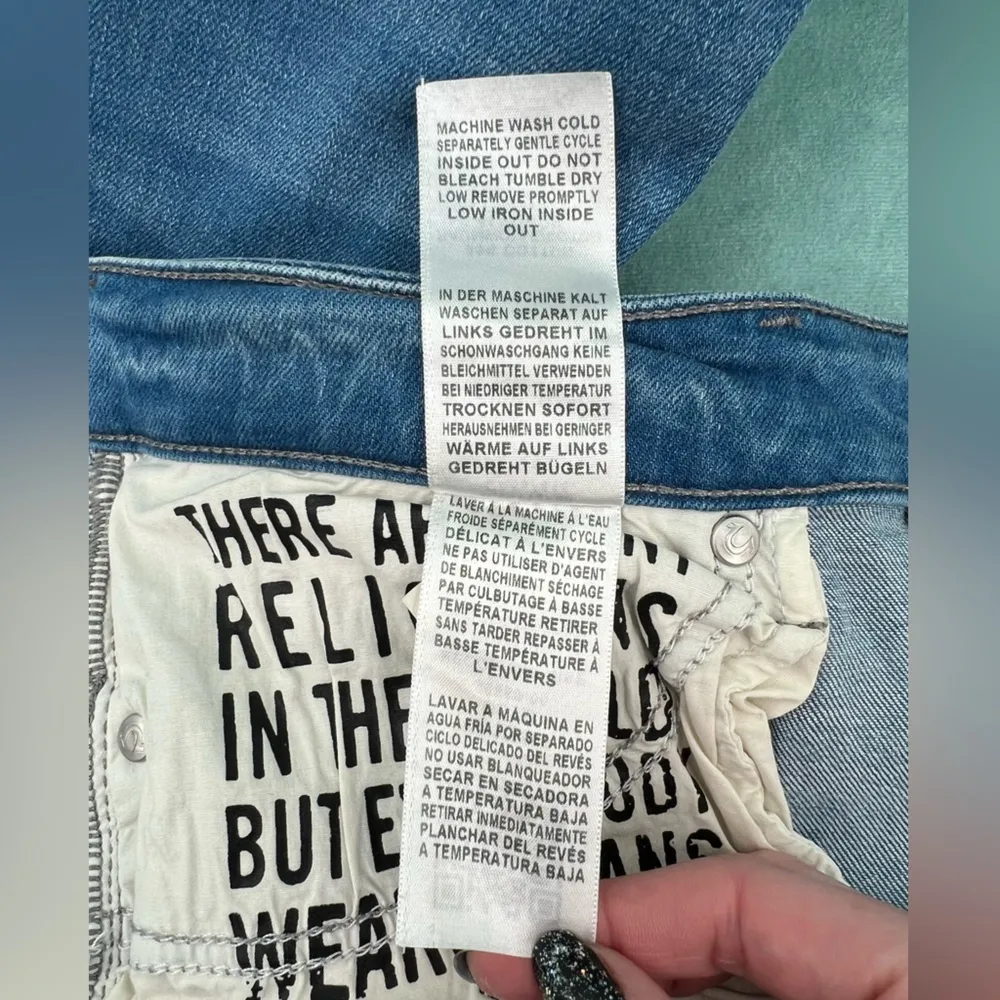 MACHINE WASH COLD
SEPARATELY GENTLE CYCLE
INSIDE OUT DO NOT
BLEACH TUMBLE DRY
LOW REMOVE PROMPTLY
LOW IRON INSIDE
OUT
IN DER MASCHINE KALT
WASCHEN SEPARAT AUF
LINKS GEDREHT IM
SCHONWASCHGANG KEINE
BLEICHMITTEL VERWENDEN
BEI NIEDRIGER TEMPERATUR
TROCKNEN SOFORT
HERAUSNEHMEN BEI GERINGER
WÄRME AUF LINKS
GEDREHT BÜGELN
LAVER À LA MACHINE À L'EAU
FROIDE SÉPARÉMENT CYCLE
DÉLICAT À L'ENVERS
NE PAS UTILISER D'AGENT
DE BLANCHIMENT SÉCHAGE
PAR CULBUTAGE À BASSE
TEMPÉRATURE RETIRER
SANS TARDER REPASSER À
BASSE TEMPÉRATURE À
L'ENVERS
LAVAR A MÁQUINA EN
AGUA FRÍA POR SEPARADO
CICLO DELICADO DEL REVÉS
NO USAR BLANQUEADOR
SECAR EN SECADORA
A TEMPERATURA BAJA
RETIRAR INMEDIATAMENTE
PLANCHAR DEL REVÉS
A TEMPERATURA BAJA
THERE
IN THE
BUT